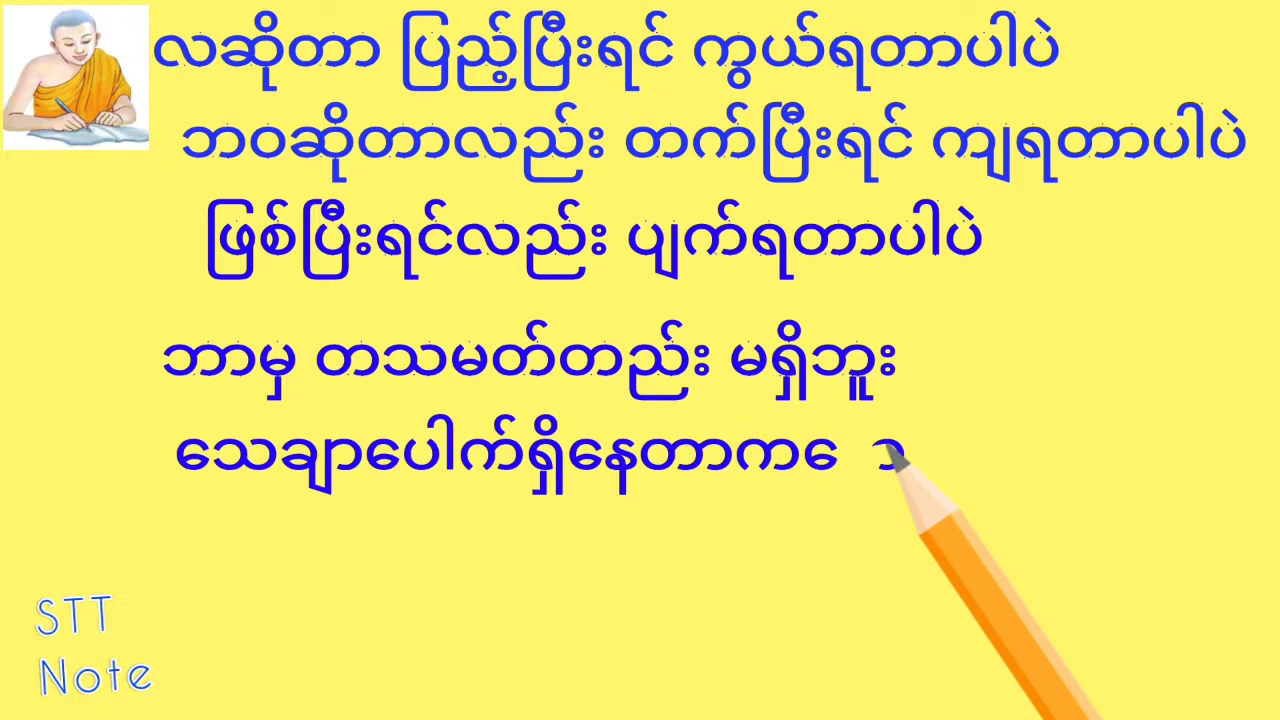 လဆိုတာ ပြည့်ပြီးရင် ကွယ်ရတာပါပဲ
ဘဝဆိုတာလည်း တက်ပြီးရင် ကျရတာပါပဲ
ဖြစ်ပြီးရင်လည်း ပျက်ရတာပါပဲ
ဘာမှ တသမတ်တည်း မရှိဘူး
သေချာပေါက်ရှိနေတာက
STT
Note